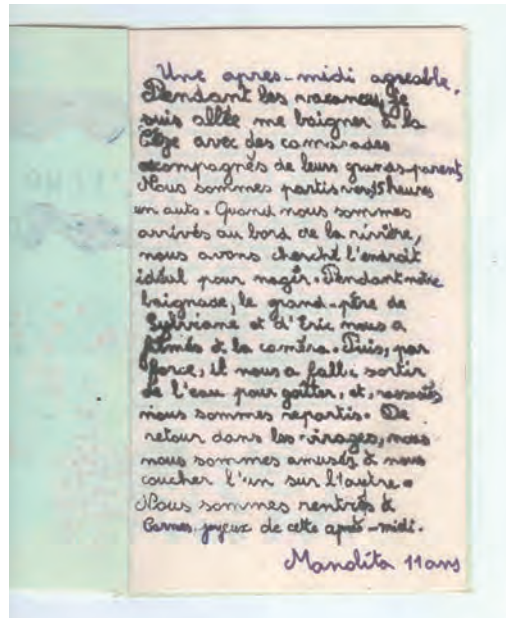 Une après-midi agréable.
Pendant les vacances, je
suis allée me baigner à la
Cèze avec des camarades
accompagnés de leurs grands-parent
Nous sommes partis vers 15 heures
en auto. Quand nous sommes
arrivés au bord de la rivière,
nous avons cherché l'endroit
idéal pour nager. Pendant notre
baignade, le grand-père de
Sylviane et d'Eric nous a
filmés à la caméra. Puis, par
force, il nous a fallu sortir
de l'eau pour goûter, et, rassasiés
nous sommes repartis. De
retour dans les virages, nous
nous sommes amusés à nous
coucher l'un sur l'autre.
Nous sommes rentrés à
joyeux de cette après-midi.
Manolita 11 ans